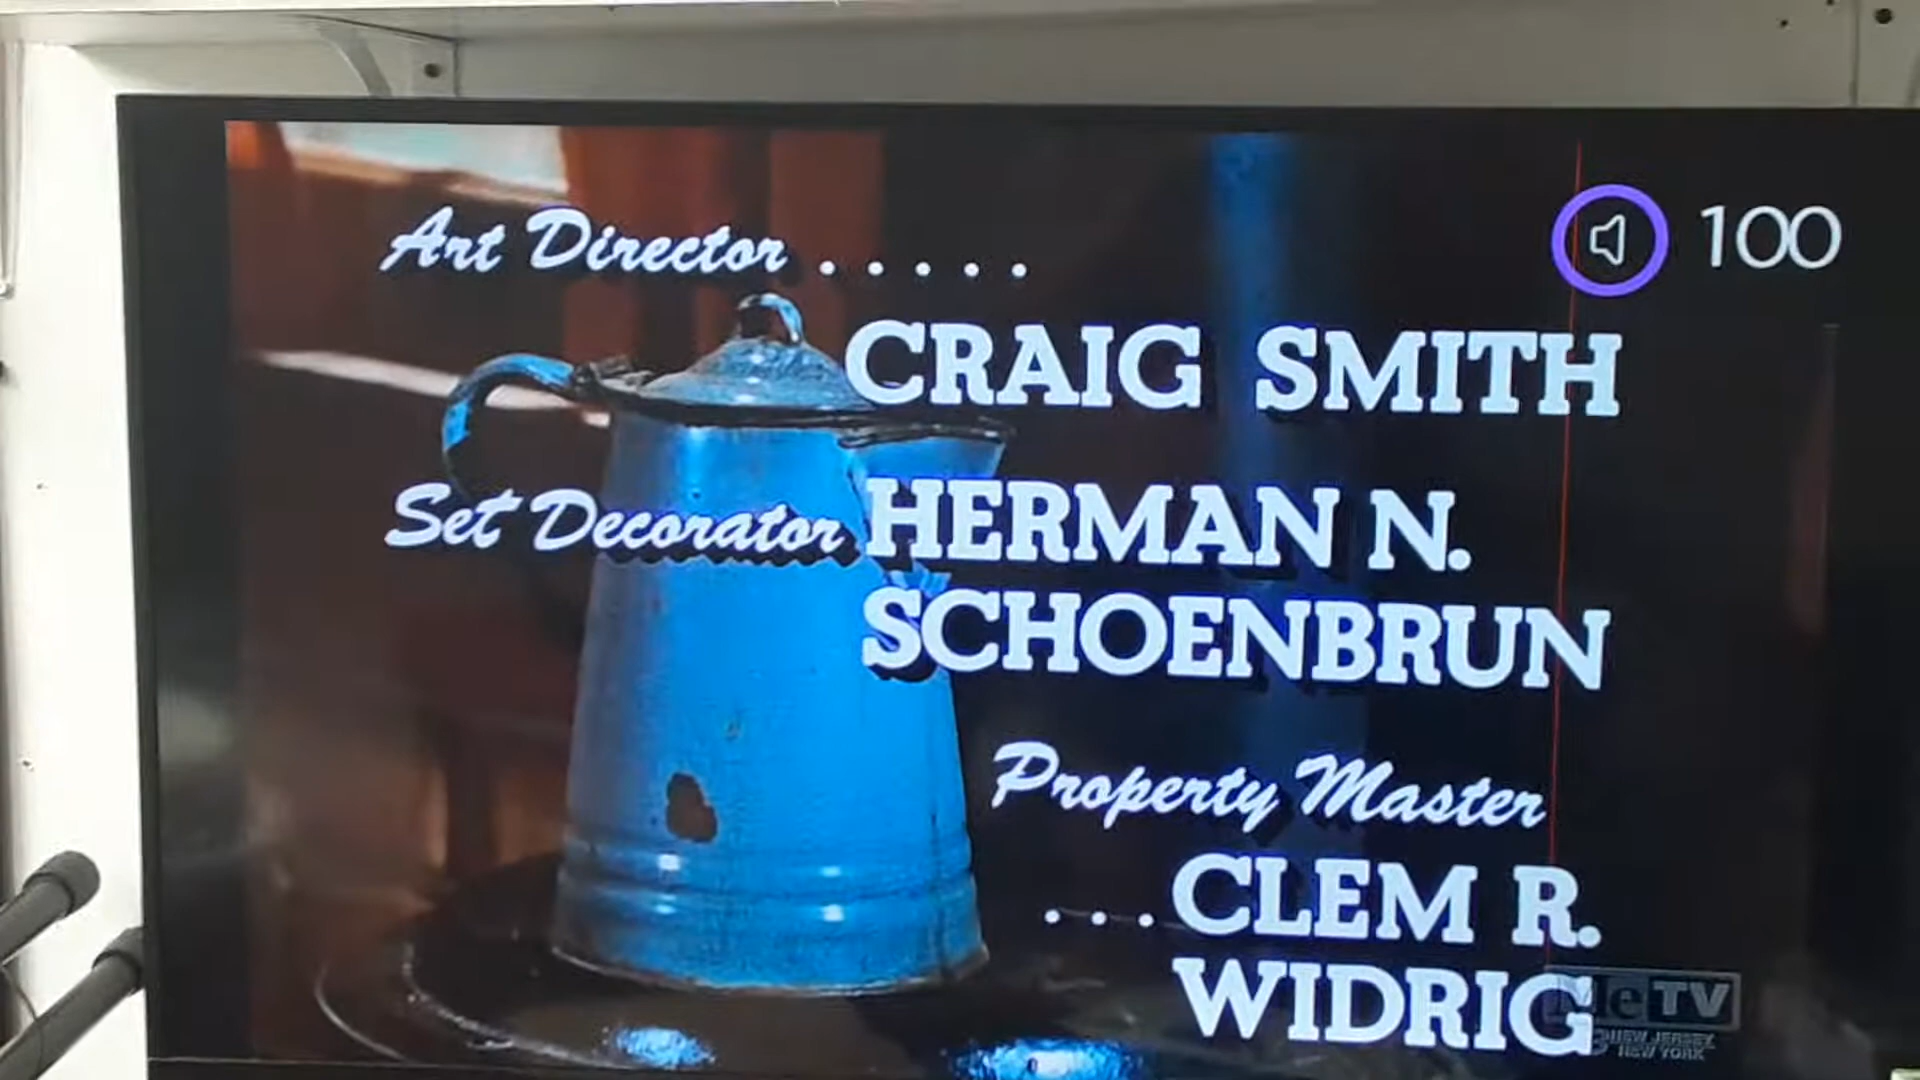 Art Director . . . . .
100
CRAIG SMITH
Set Decorator HERMAN N.
SCHOENBRUN
Property Master
. . . CLEM R.
WIDRIG
MeTV
NEW JERSEY
NEW YORK